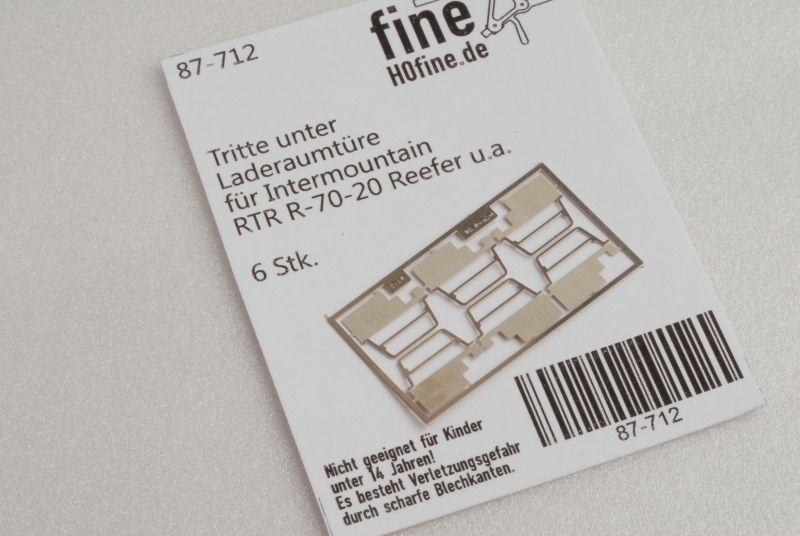 87-712
fine
H0fine.de
Tritte unter
Laderaumtüre
für Intermountain
RTR R-70-20 Reefer u.a.
6 Stk.
Nicht geeignet für Kinder
unter 14 Jahren!
Es besteht Verletzungsgefahr
durch scharfe Blechkanten.
87-712